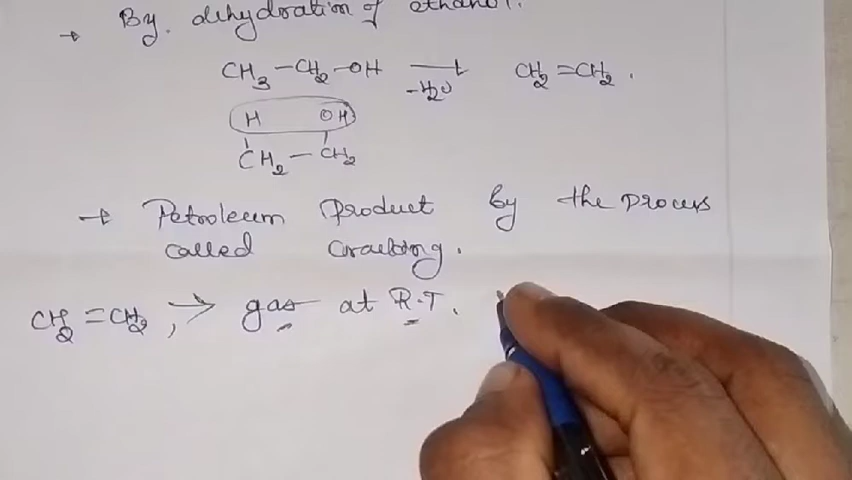 → By. dehydration of ethanol.
CH3 – CH2 – OH → CH2 = CH2 .
-H2O
H OH
CH2 – CH2
→ Petroleum Product By the process
called Cracking.
CH2 = CH2 , → gas at R.T.